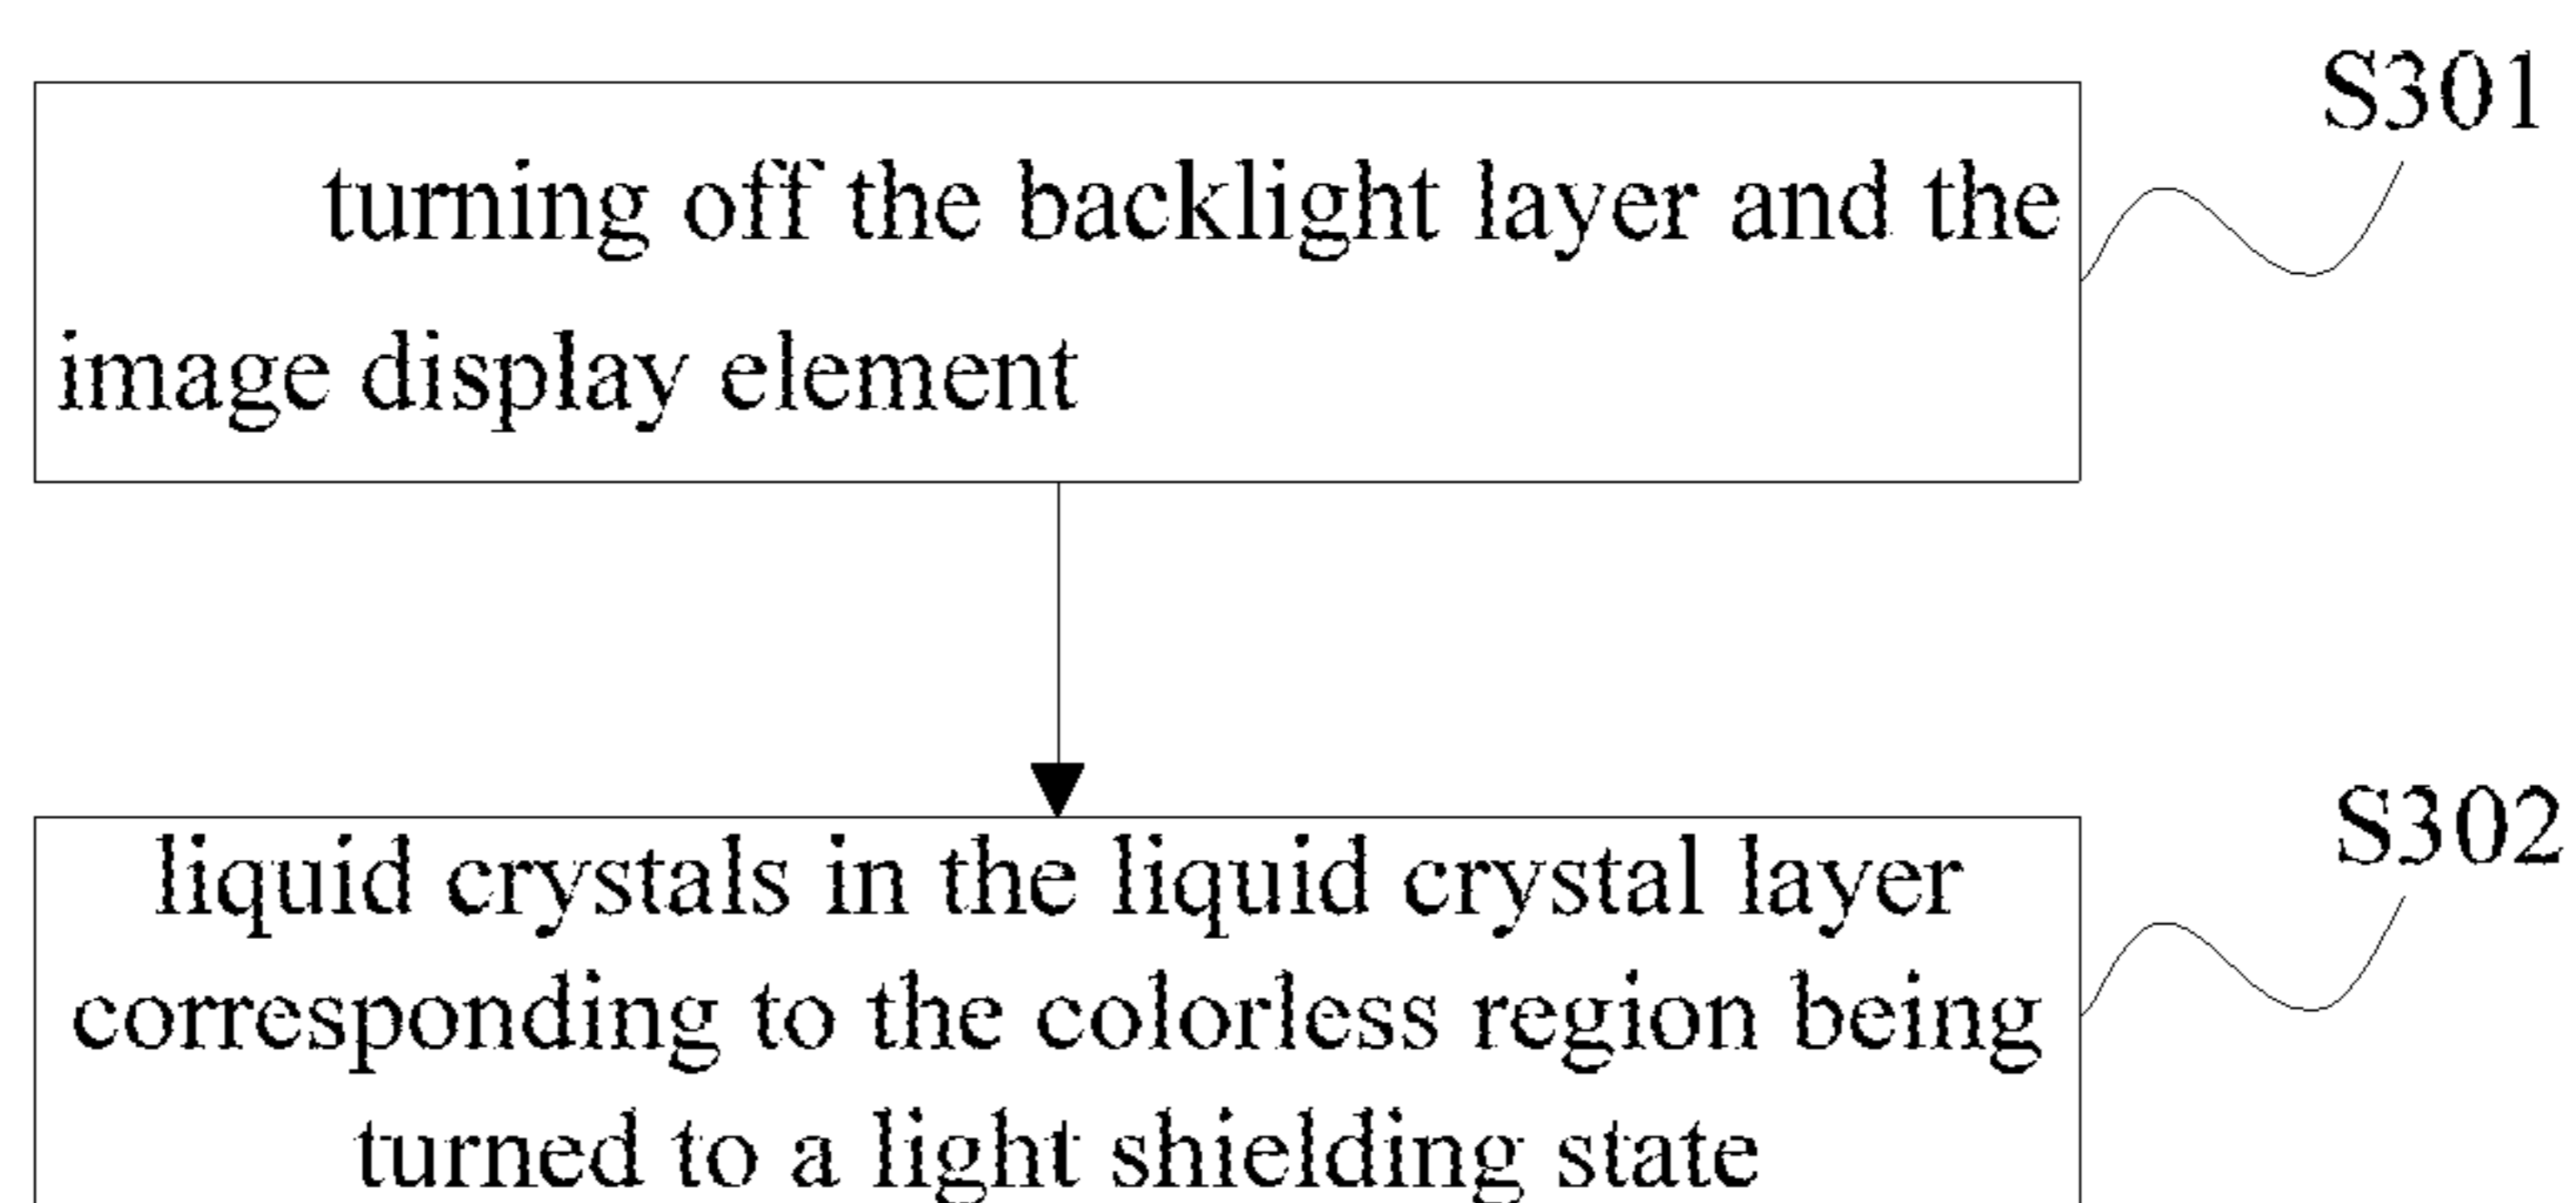 S301
turning off the backlight layer and the
image display element
S302
liquid crystals in the liquid crystal layer
corresponding to the colorless region being
turned to a light shielding state